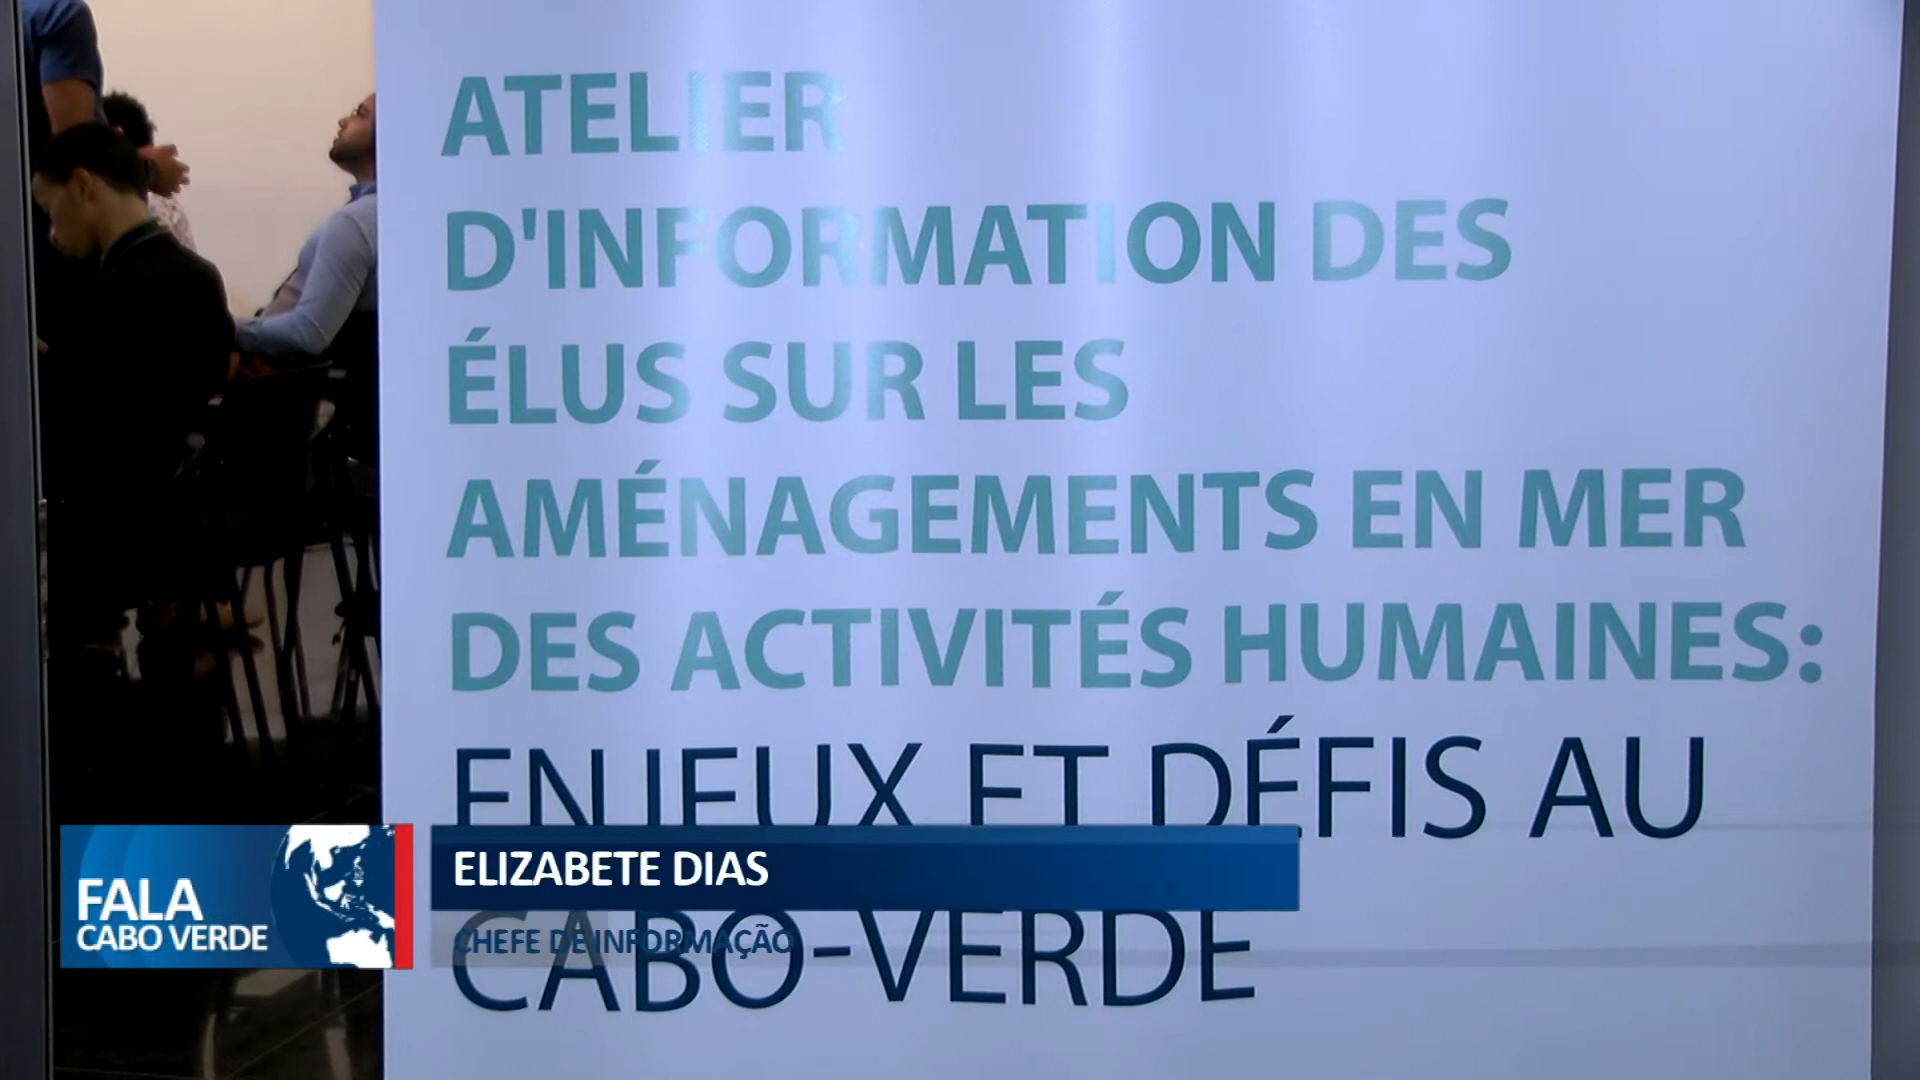 ATELIER
D'INFORMATION DES
ÉLUS SUR LES
AMÉNAGEMENTS EN MER
DES ACTIVITÉS HUMAINES:
ENJEUX ET DÉFIS AU
CABO-VERDE
FALA
CABO VERDE
ELIZABETE DIAS
CHEFE DE INFORMAÇÃO